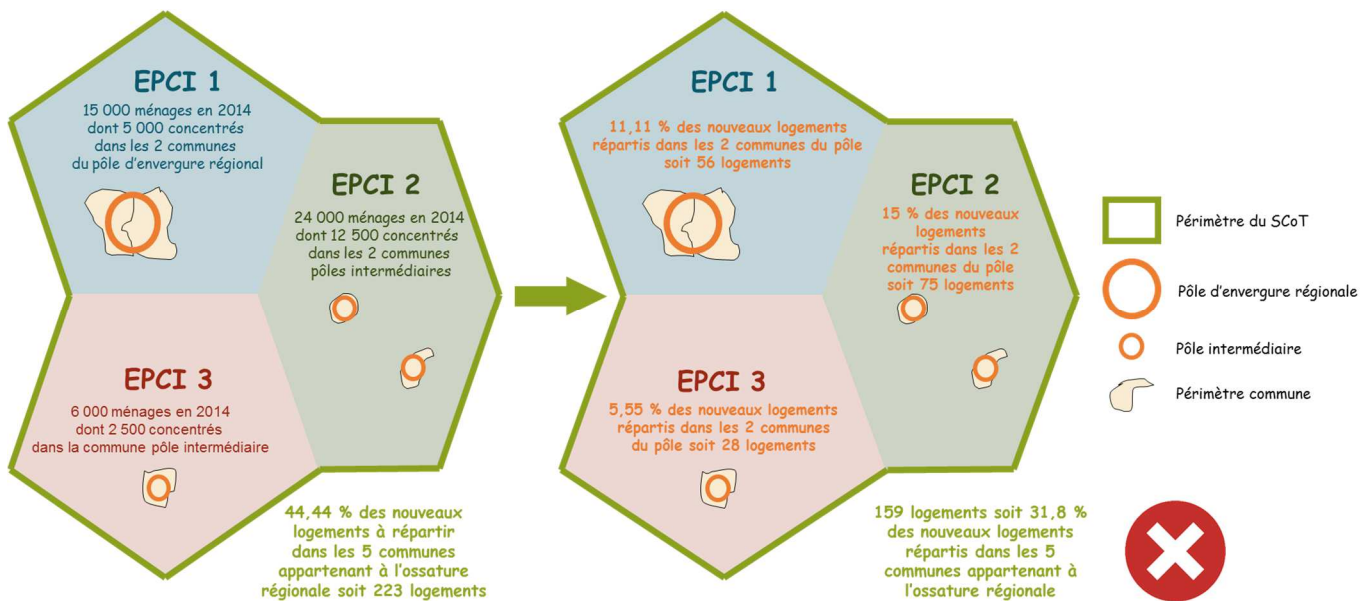 EPCI 1
15 000 ménages en 2014
dont 5 000 concentrés
dans les 2 communes
du pôle d'envergure régional
EPCI 2
24 000 ménages en 2014
dont 12 500 concentrés
dans les 2 communes
pôles intermédiaires
EPCI 3
6 000 ménages en 2014
dont 2 500 concentrés
dans la commune pôle intermédiaire
44,44 % des nouveaux
logements à répartir
dans les 5 communes
appartenant à l'ossature
régionale soit 223 logements
EPCI 1
11,11 % des nouveaux logements
répartis dans les 2 communes du pôle
soit 56 logements
EPCI 2
15 % des nouveaux
logements
répartis dans les 2
communes du pôle
soit 75 logements
EPCI 3
5,55 % des nouveaux logements
répartis dans les 2 communes
du pôle soit 28 logements
159 logements soit 31,8 %
des nouveaux logements
répartis dans les 5
communes appartenant à
l'ossature régionale
Périmètre du SCoT
Pôle d'envergure régionale
Pôle intermédiaire
Périmètre commune